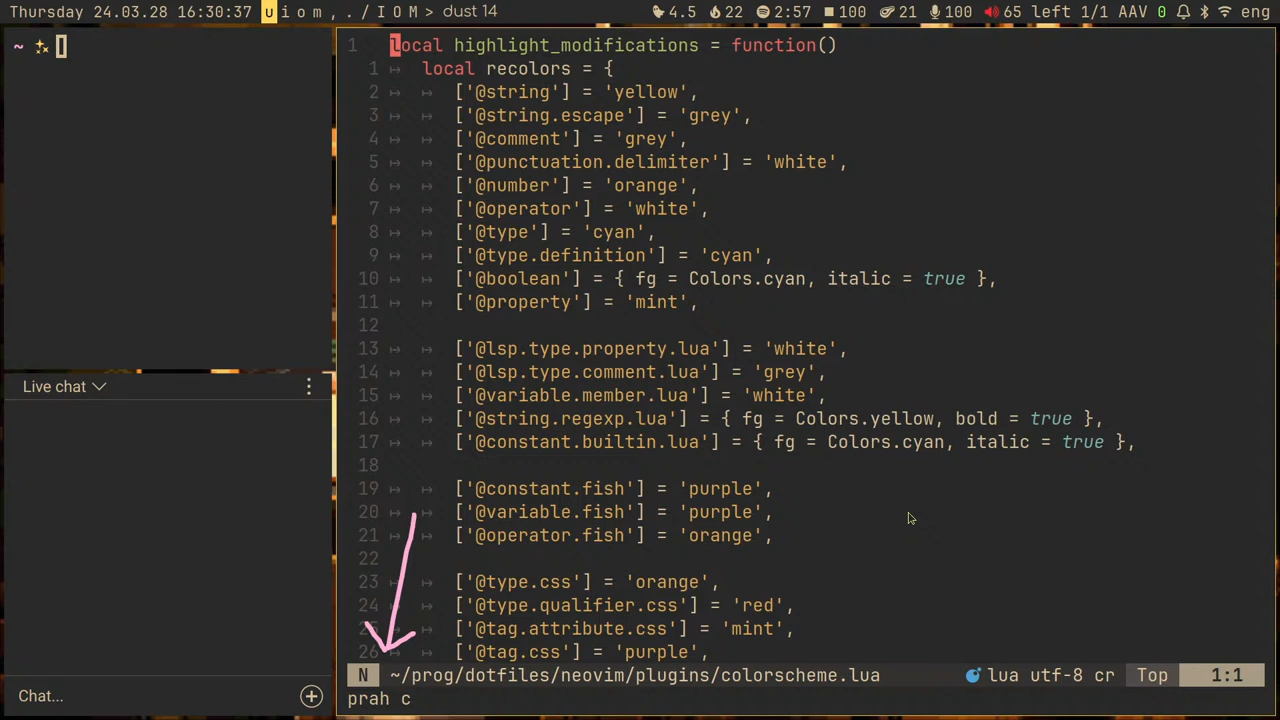 Thursday 24.03.28 16:30:37 u i o m , . / I O M > dust 14 4.5 22 2:57 100 21 100 65 left 1/1 AAV 0 eng
~
1 local highlight_modifications = function()
1 local recolors = {
2 ['@string'] = 'yellow',
3 ['@string.escape'] = 'grey',
4 ['@comment'] = 'grey',
5 ['@punctuation.delimiter'] = 'white',
6 ['@number'] = 'orange',
7 ['@operator'] = 'white',
8 ['@type'] = 'cyan',
9 ['@type.definition'] = 'cyan',
10 ['@boolean'] = { fg = Colors.cyan, italic = true },
11 ['@property'] = 'mint',
12
13 ['@lsp.type.property.lua'] = 'white',
14 ['@lsp.type.comment.lua'] = 'grey',
15 ['@variable.member.lua'] = 'white',
16 ['@string.regexp.lua'] = { fg = Colors.yellow, bold = true },
17 ['@constant.builtin.lua'] = { fg = Colors.cyan, italic = true },
18
19 ['@constant.fish'] = 'purple',
20 ['@variable.fish'] = 'purple',
21 ['@operator.fish'] = 'orange',
22
23 ['@type.css'] = 'orange',
24 ['@type.qualifier.css'] = 'red',
25 ['@tag.attribute.css'] = 'mint',
26 ['@tag.css'] = 'purple',
N ~/prog/dotfiles/neovim/plugins/colorscheme.lua lua utf-8 cr Top 1:1
prah c
Live chat
Chat...